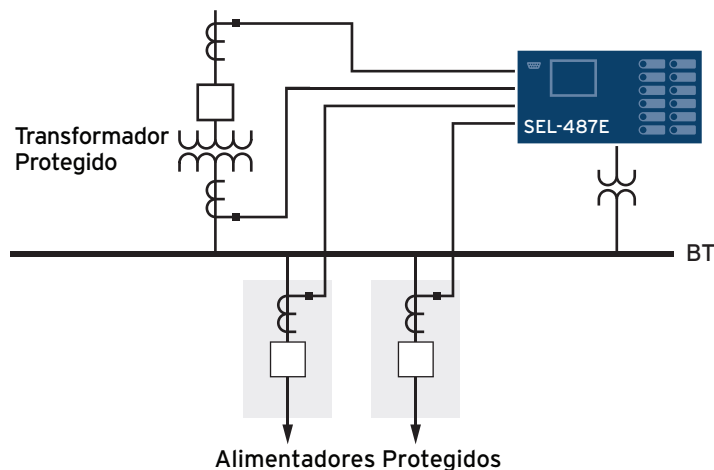 SEL-487E
Transformador
Protegido
BT
Alimentadores Protegidos